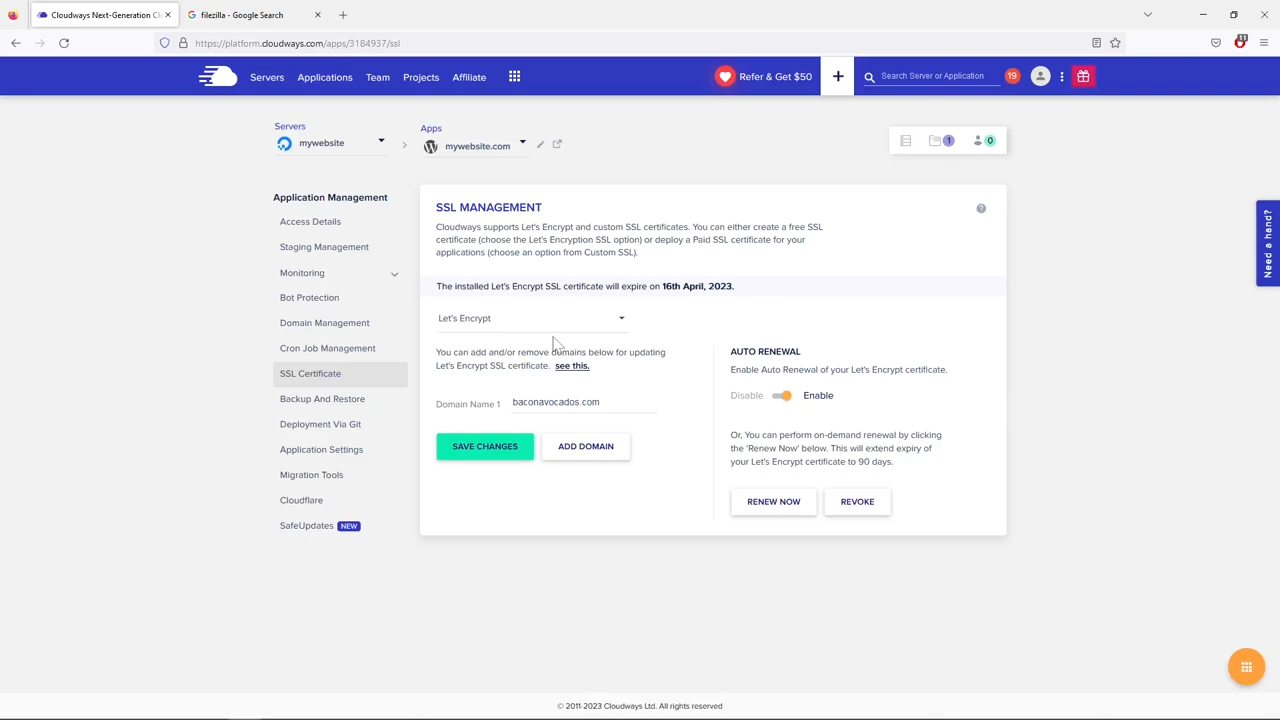 Cloudways Next-Generation Cl
filezilla - Google Search
https://platform.cloudways.com/apps/3184937/ssl
11
Servers
Applications
Team
Projects
Affiliate
Refer & Get $50
Search Server or Application
19
Servers
mywebsite
Apps
mywebsite.com
1
0
Application Management
Access Details
Staging Management
Monitoring
Bot Protection
Domain Management
Cron Job Management
SSL Certificate
Backup And Restore
Deployment Via Git
Application Settings
Migration Tools
Cloudflare
SafeUpdates NEW
SSL MANAGEMENT
Cloudways supports Let's Encrypt and custom SSL certificates. You can either create a free SSL
certificate (choose the Let's Encryption SSL option) or deploy a Paid SSL certificate for your
applications (choose an option from Custom SSL).
The installed Let's Encrypt SSL certificate will expire on 16th April, 2023.
Let's Encrypt
You can add and/or remove domains below for updating
Let's Encrypt SSL certificate. see this.
Domain Name 1 baconavocados.com
SAVE CHANGES
ADD DOMAIN
AUTO RENEWAL
Enable Auto Renewal of your Let's Encrypt certificate.
Disable
Enable
Or, You can perform on-demand renewal by clicking
the 'Renew Now' below. This will extend expiry of
your Let's Encrypt certificate to 90 days.
RENEW NOW
REVOKE
Need a hand?
© 2011-2023 Cloudways Ltd. All rights reserved